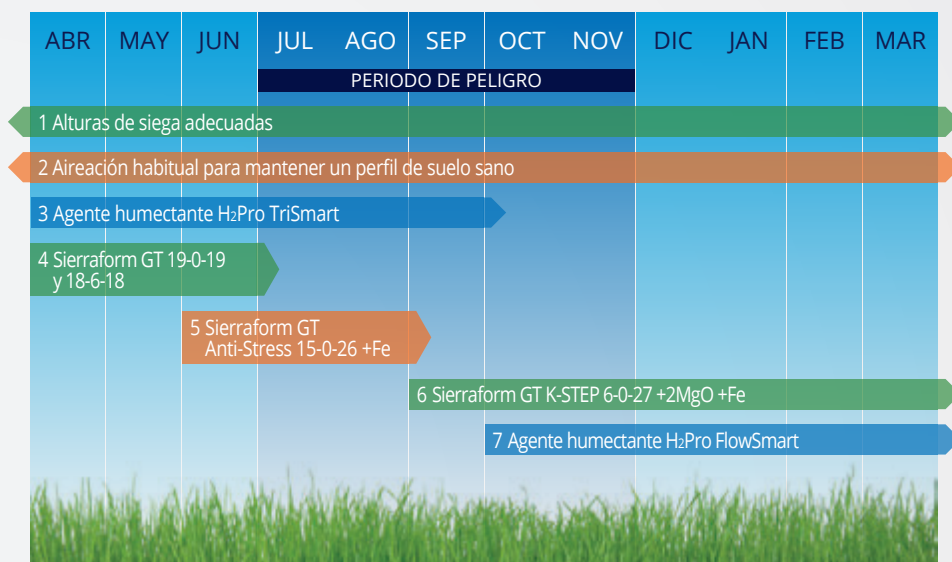 ABR MAY JUN JUL AGO SEP OCT NOV DIC JAN FEB MAR
PERIODO DE PELIGRO
1 Alturas de siega adecuadas
2 Aireación habitual para mantener un perfil de suelo sano
3 Agente humectante H₂Pro TriSmart
4 Sierraform GT 19-0-19
y 18-6-18
5 Sierraform GT
Anti-Stress 15-0-26 +Fe
6 Sierraform GT K-STEP 6-0-27 +2MgO +Fe
7 Agente humectante H₂Pro FlowSmart